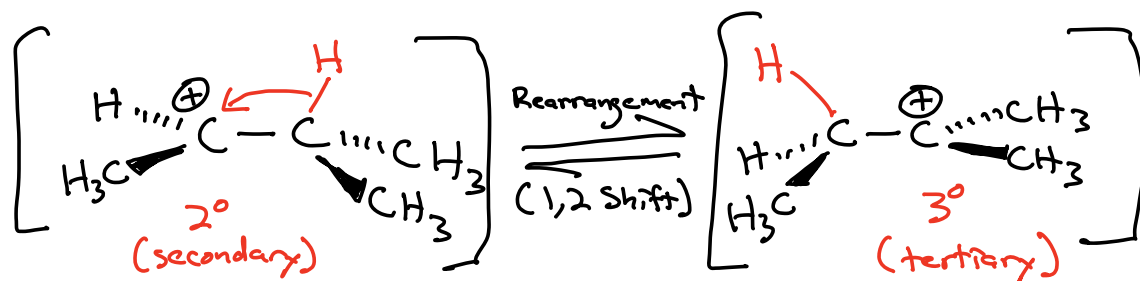 H
H ⊕
C — C
H₃C CH₃
CH₃
2°
(secondary)
Rearrangement
(1,2 Shift)
H
⊕
C — C CH₃
H CH₃
H₃C
3°
(tertiary)